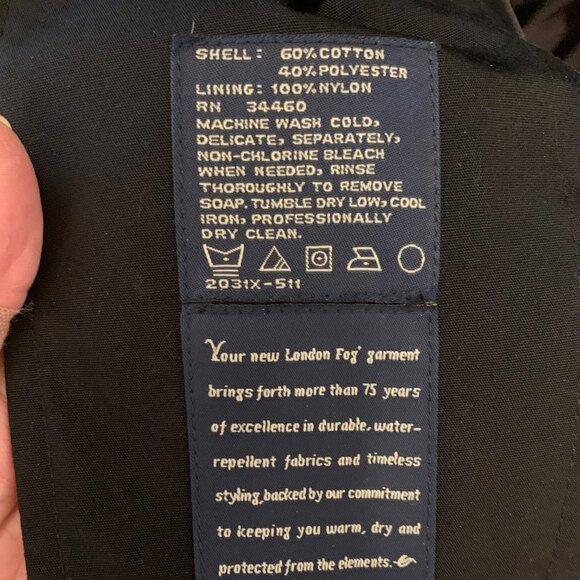 SHELL: 60% COTTON
40% POLYESTER
LINING: 100% NYLON
RN 34460
MACHINE WASH COLD,
DELICATE, SEPARATELY,
NON-CHLORINE BLEACH
WHEN NEEDED, RINSE
THOROUGHLY TO REMOVE
SOAP. TUMBLE DRY LOW, COOL
IRON, PROFESSIONALLY
DRY CLEAN.
2031X-511
Your new London Fog® garment
brings forth more than 75 years
of excellence in durable, water-
repellent fabrics and timeless
styling, backed by our commitment
to keeping you warm, dry and
protected from the elements.